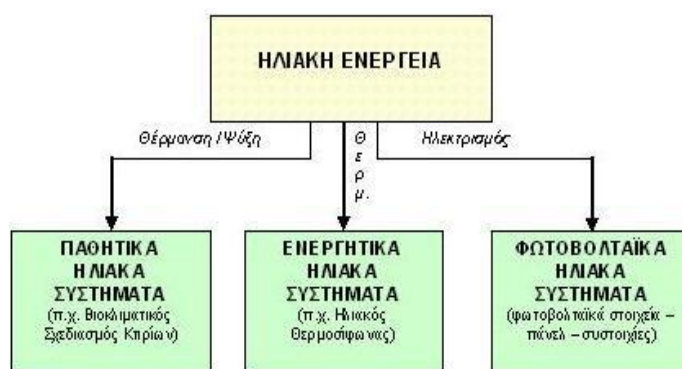 ΗΛΙΑΚΗ ΕΝΕΡΓΕΙΑ
Θέρμανση /Ψύξη
Θ
ε
ρ
μ.
Ηλεκτρισμός
ΠΑΘΗΤΙΚΑ
ΗΛΙΑΚΑ
ΣΥΣΤΗΜΑΤΑ
(π.χ. Βιοκλιματικός
Σχεδιασμός Κτιρίων)
ΕΝΕΡΓΗΤΙΚΑ
ΗΛΙΑΚΑ
ΣΥΣΤΗΜΑΤΑ
(π.χ. Ηλιακός
Θερμοσίφωνας)
ΦΩΤΟΒΟΛΤΑΪΚΑ
ΗΛΙΑΚΑ
ΣΥΣΤΗΜΑΤΑ
(φωτοβολταϊκά στοιχεία –
πάνελ – συστοιχίες)